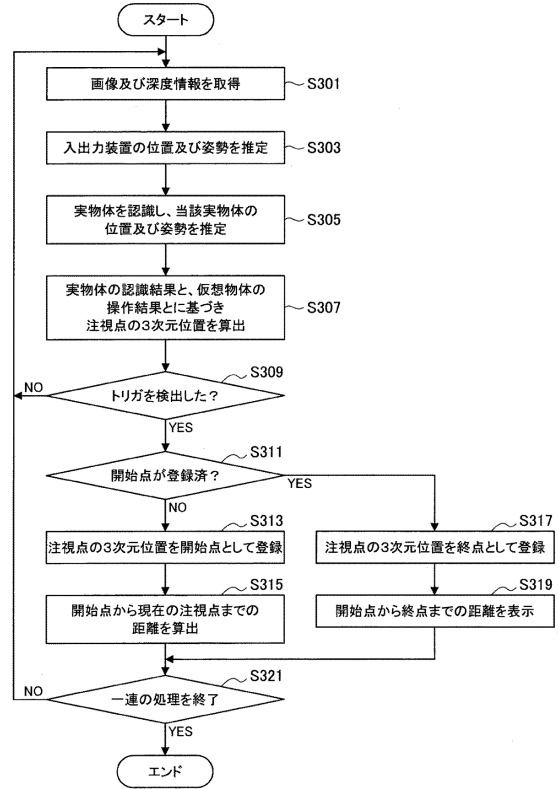 スタート
画像及び深度情報を取得
S301
入出力装置の位置及び姿勢を推定
S303
実物体を認識し、当該実物体の
位置及び姿勢を推定
S305
実物体の認識結果と、仮想物体の
操作結果とに基づき
注視点の3次元位置を算出
S307
トリガを検出した?
S309
NO
YES
開始点が登録済?
S311
YES
NO
注視点の3次元位置を開始点として登録
S313
注視点の3次元位置を終点として登録
S317
開始点から現在の注視点までの
距離を算出
S315
開始点から終点までの距離を表示
S319
一連の処理を終了
S321
NO
YES
エンド